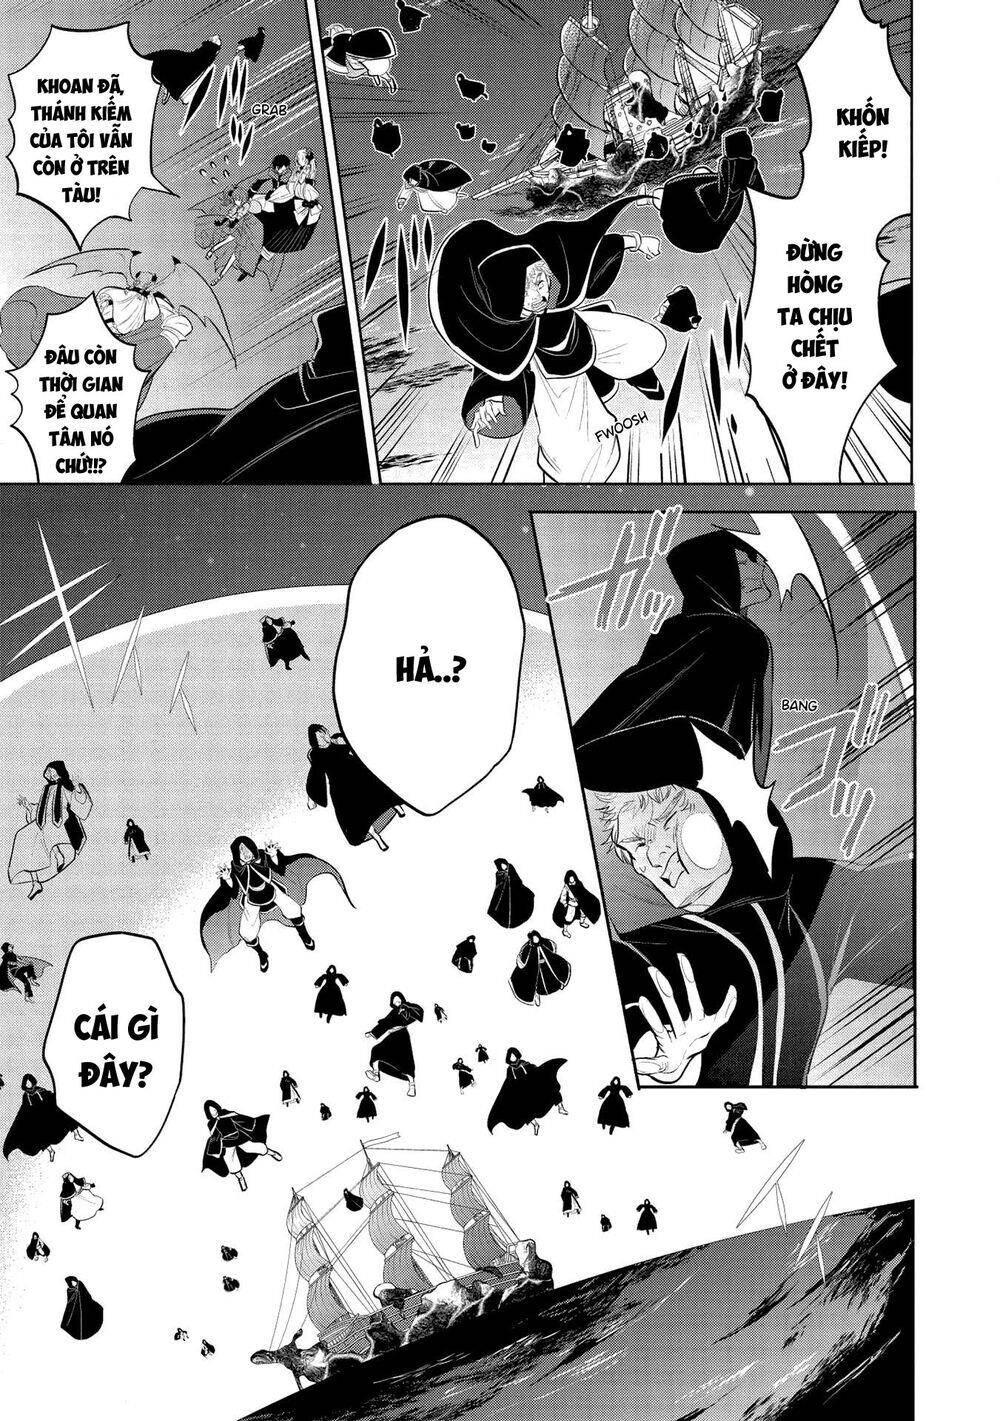 KHỐN
KIẾP!
ĐỪNG
HÒNG
TA CHỊU
CHẾT
Ở ĐÂY!
FWOOSH
GRAB
KHOAN ĐÃ,
THÁNH KIẾM
CỦA TÔI VẪN
CÒN Ở TRÊN
TÀU!
ĐÂU CÒN
THỜI GIAN
ĐỂ QUAN
TÂM NÓ
CHỨ!!?
BANG
HẢ..?
CÁI GÌ
ĐÂY?